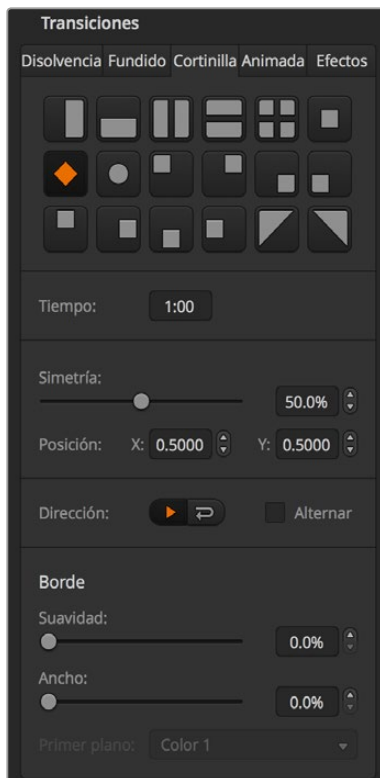 Transiciones
Disolvencia Fundido Cortinilla Animada Efectos
Tiempo: 1:00
Simetría:
50.0%
Posición: X: 0.5000 Y: 0.5000
Dirección: Alternar
Borde
Suavidad:
0.0%
Ancho:
0.0%
Primer plano: Color 1